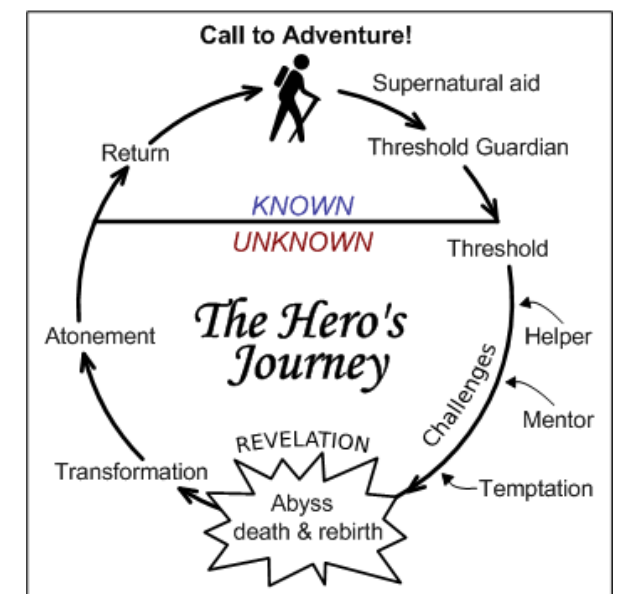 Call to Adventure!
Supernatural aid
Threshold Guardian
Return
KNOWN
UNKNOWN
Threshold
The Hero's
Journey
Helper
Challenges
Mentor
Temptation
REVELATION
Abyss
death & rebirth
Transformation
Atonement